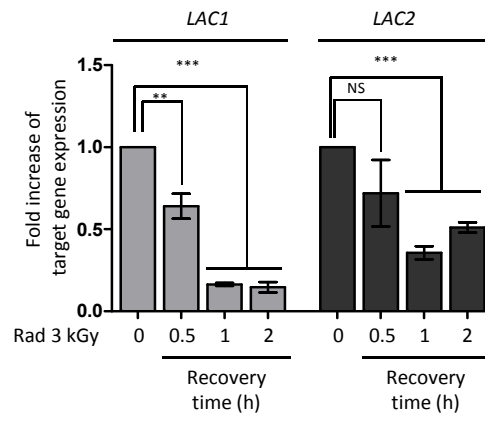 LAC1 LAC2
*** ***
** NS
Fold increase of
target gene expression
1.5
1.0
0.5
0.0
Rad 3 kGy 0 0.5 1 2 0 0.5 1 2
Recovery Recovery
time (h) time (h)